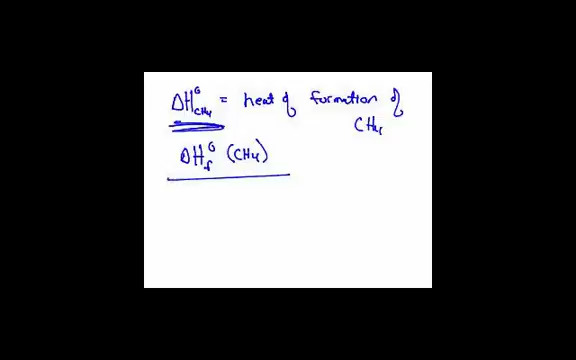 ΔH°CH4 = heat of formation of
CH4
ΔHf° (CH4)